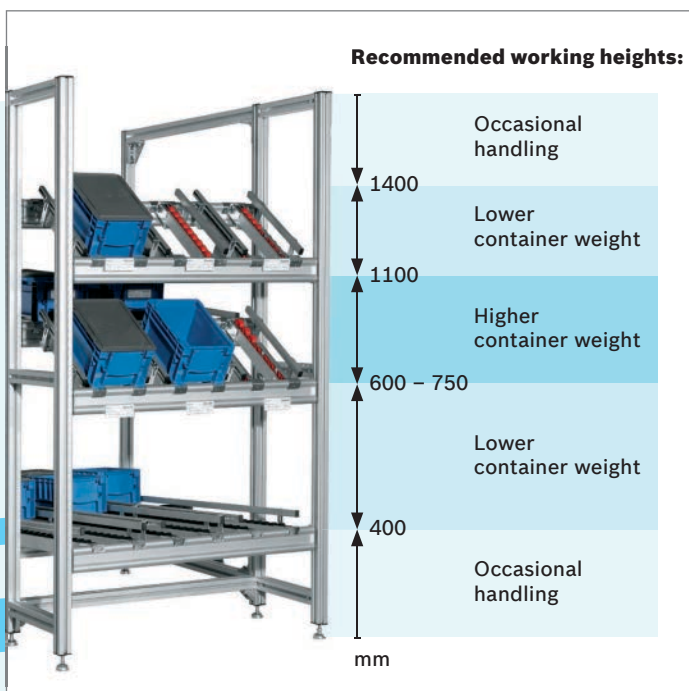 Recommended working heights:
Occasional
handling
1400
Lower
container weight
1100
Higher
container weight
600 – 750
Lower
container weight
400
Occasional
handling
mm